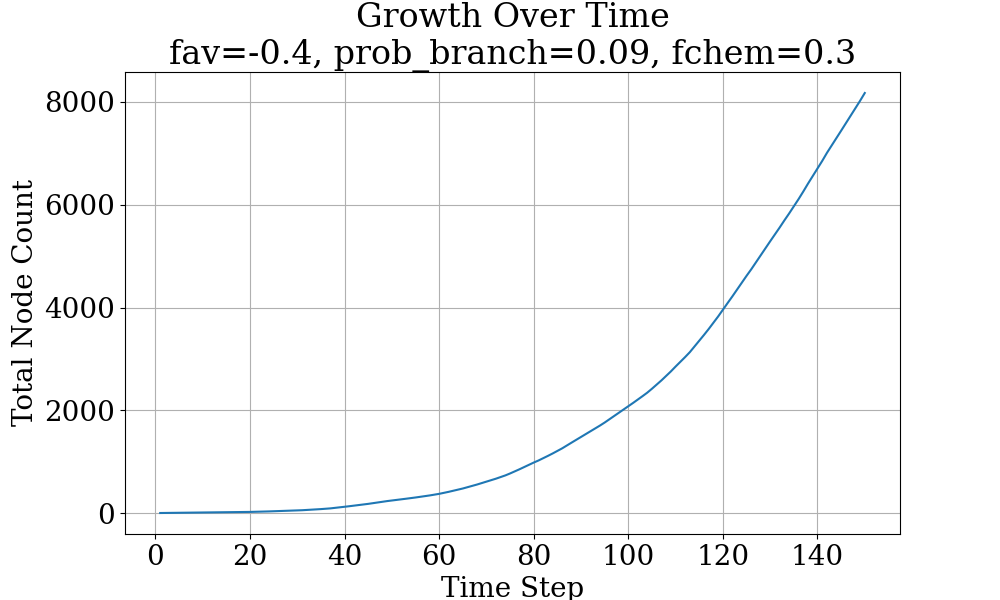 Growth Over Time
fav=-0.4, prob_branch=0.09, fchem=0.3
Total Node Count
8000
6000
4000
2000
0
0 20 40 60 80 100 120 140
Time Step